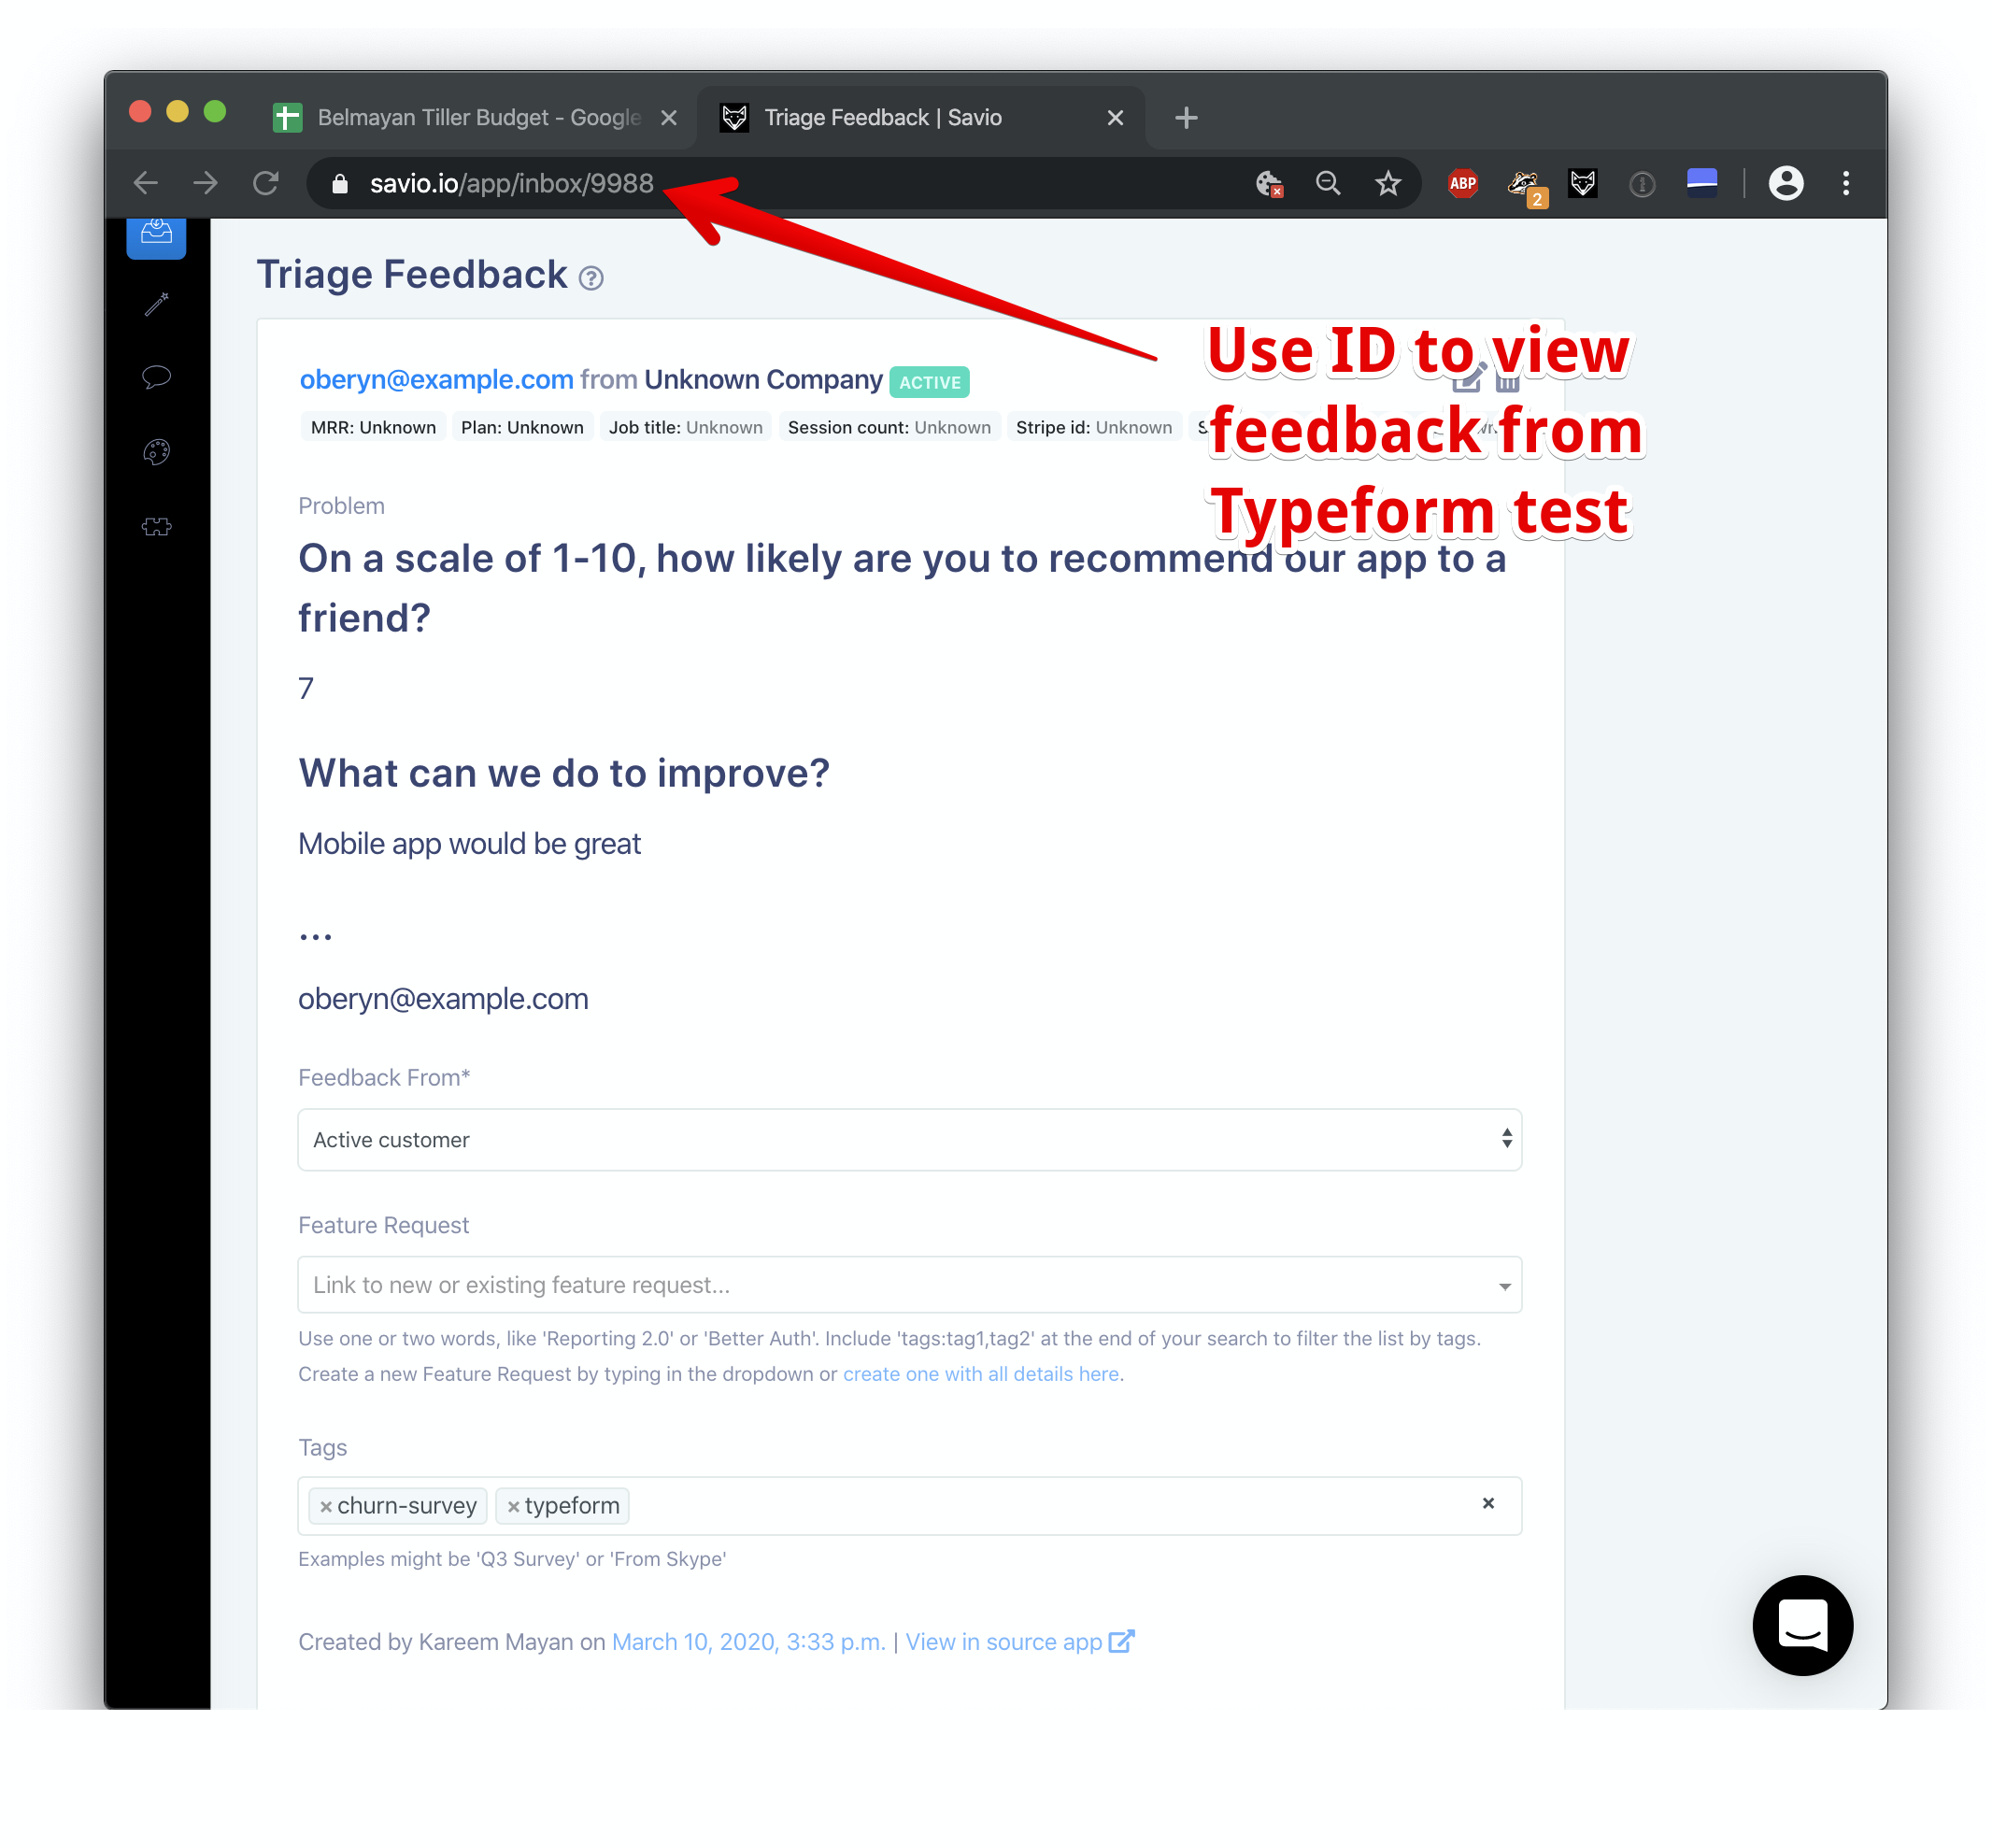 Belmayan Tiller Budget - Google
Triage Feedback | Savio
savio.io/app/inbox/9988
ABP
2
Triage Feedback ?
Use ID to view
feedback from
Typeform test
oberyn@example.com from Unknown Company ACTIVE
MRR: Unknown Plan: Unknown Job title: Unknown Session count: Unknown Stripe id: Unknown
Problem
On a scale of 1-10, how likely are you to recommend our app to a
friend?
7
What can we do to improve?
Mobile app would be great
...
oberyn@example.com
Feedback From*
Active customer
Feature Request
Link to new or existing feature request...
Use one or two words, like 'Reporting 2.0' or 'Better Auth'. Include 'tags:tag1,tag2' at the end of your search to filter the list by tags.
Create a new Feature Request by typing in the dropdown or create one with all details here.
Tags
× churn-survey × typeform ×
Examples might be 'Q3 Survey' or 'From Skype'
Created by Kareem Mayan on March 10, 2020, 3:33 p.m. | View in source app